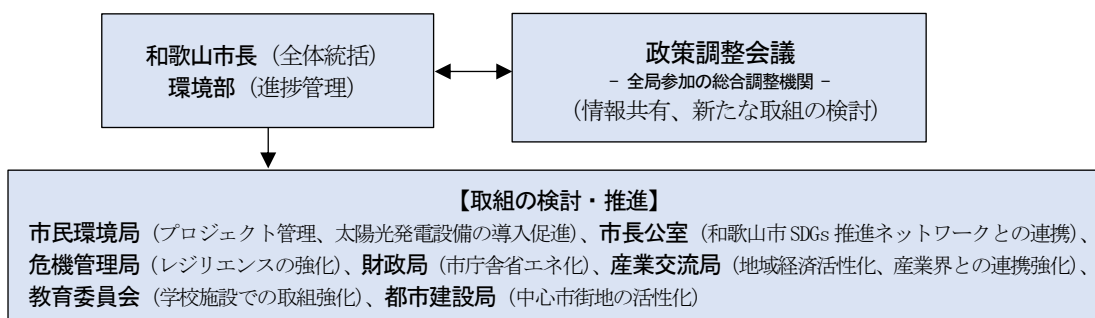 和歌山市長（全体統括）
環境部（進捗管理）
政策調整会議
– 全局参加の総合調整機関 –
（情報共有、新たな取組の検討）
【取組の検討・推進】
市民環境局（プロジェクト管理、太陽光発電設備の導入促進）、市長公室（和歌山市 SDGs 推進ネットワークとの連携）、
危機管理局（レジリエンスの強化）、財政局（市庁舎省エネ化）、産業交流局（地域経済活性化、産業界との連携強化）、
教育委員会（学校施設での取組強化）、都市建設局（中心市街地の活性化）